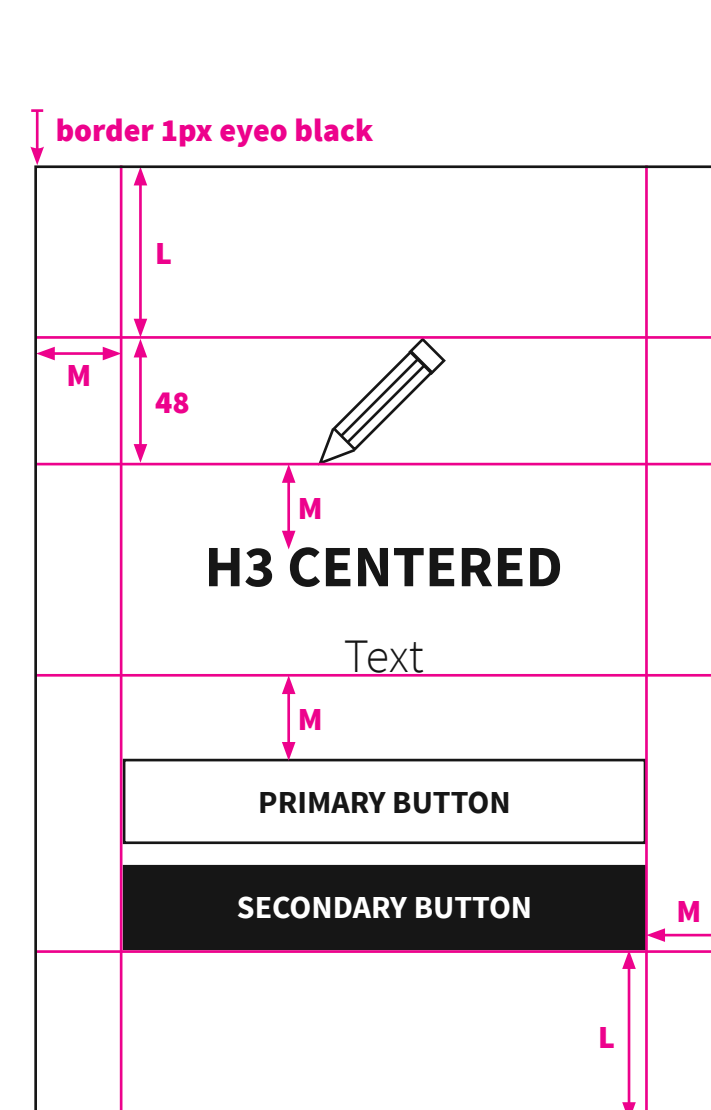 border 1px eyeo black
L
M
48
M
H3 CENTERED
Text
M
PRIMARY BUTTON
SECONDARY BUTTON
M
L